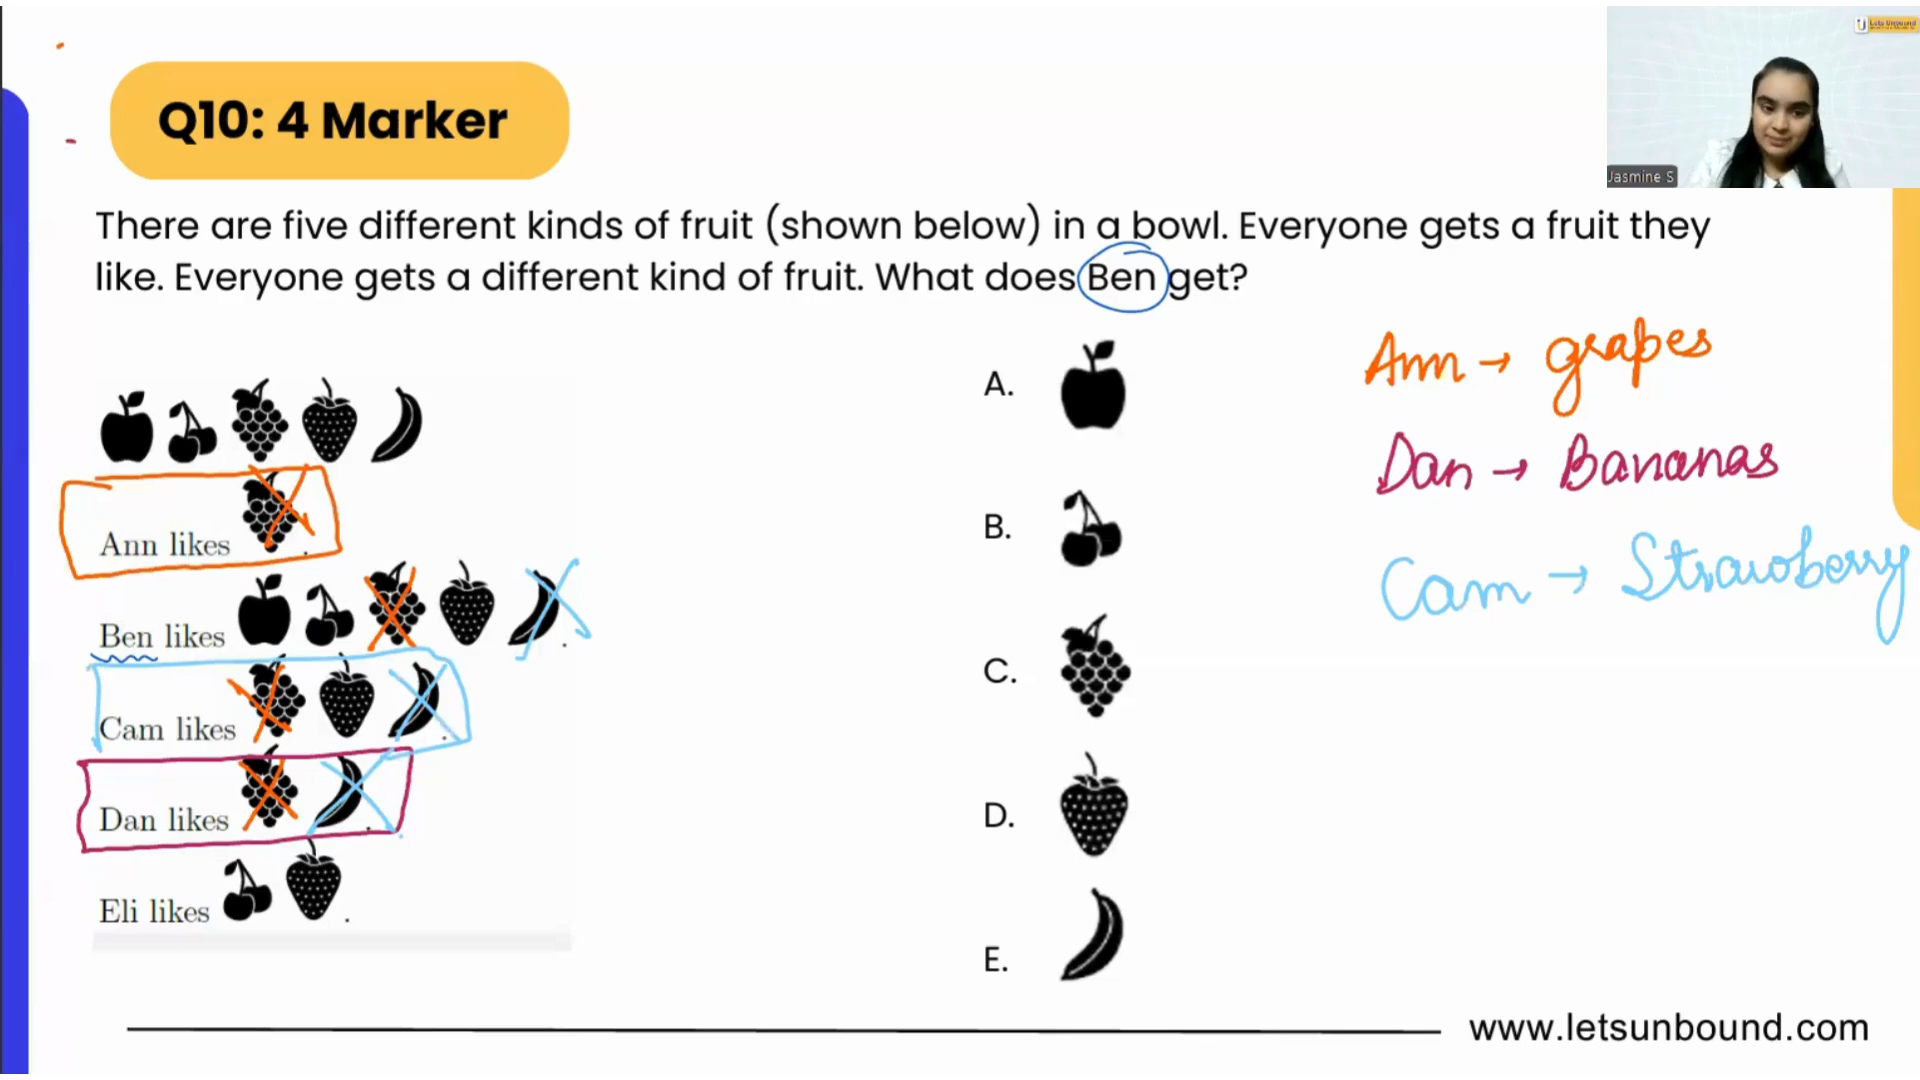 Q10: 4 Marker
Jasmine S
There are five different kinds of fruit (shown below) in a bowl. Everyone gets a fruit they
like. Everyone gets a different kind of fruit. What does Ben get?
Ann likes .
Ben likes .
Cam likes .
Dan likes .
Eli likes .
A.
B.
C.
D.
E.
Ann → grapes
Dan → Bananas
Cam → Strawberry
www.letsunbound.com